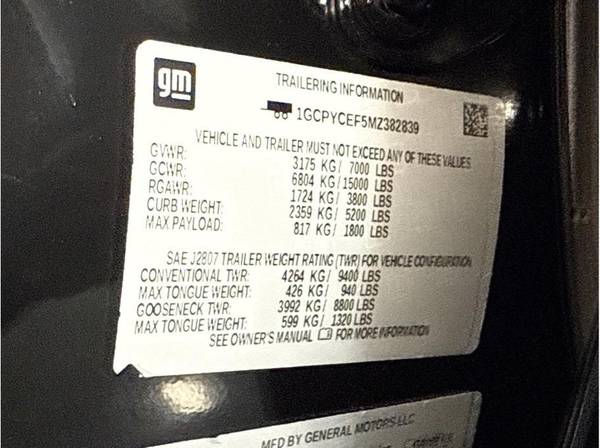 gm
TRAILERING INFORMATION
1GCPYCEF5MZ382839
VEHICLE AND TRAILER MUST NOT EXCEED ANY OF THESE VALUES
GVWR: 3175 KG/ 7000 LBS
GCWR: 6804 KG/ 15000 LBS
RGAWR: 1724 KG/ 3800 LBS
CURB WEIGHT: 2359 KG/ 5200 LBS
MAX PAYLOAD: 817 KG/ 1800 LBS
SAE J2807 TRAILER WEIGHT RATING (TWR) FOR VEHICLE CONFIGURATION
CONVENTIONAL TWR: 4264 KG/ 9400 LBS
MAX TONGUE WEIGHT: 426 KG/ 940 LBS
GOOSENECK TWR: 3992 KG/ 8800 LBS
MAX TONGUE WEIGHT: 599 KG/ 1320 LBS
SEE OWNER'S MANUAL FOR MORE INFORMATION
MFD BY GENERAL MOTORS LLC